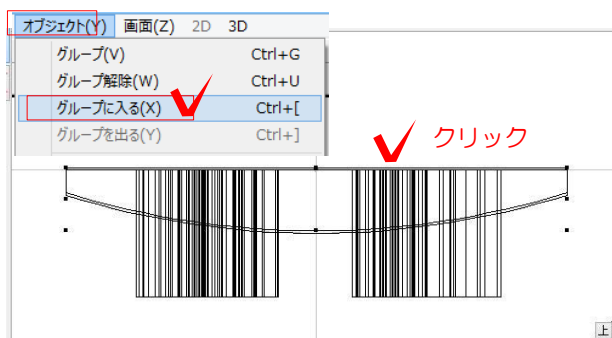 オブジェクト(Y) 画面(Z) 2D 3D
グループ(V) Ctrl+G
グループ解除(W) Ctrl+U
グループに入る(X) Ctrl+[
グループを出る(Y) Ctrl+]
クリック
上